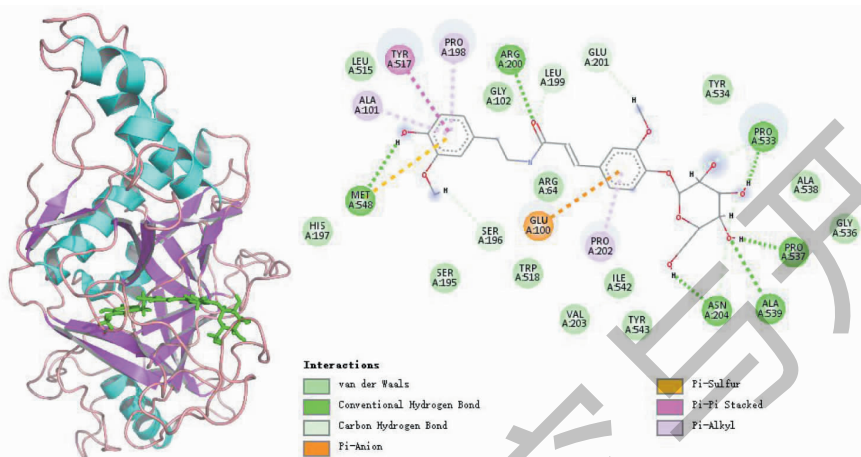 PRO
A:198
TYR
A:517
ARG
A:200
GLU
A:201
LEU
A:515
LEU
A:199
GLY
A:102
TYR
A:534
ALA
A:101
PRO
A:533
H
O
O
H
O
H
O
O
O
H
N
O
O
H
ARG
A:64
ALA
A:538
MET
A:548
GLU
A:100
GLY
A:536
HIS
A:197
SER
A:196
PRO
A:202
O
H
O
H
PRO
A:537
O
H
SER
A:195
TRP
A:518
ILE
A:542
ASN
A:204
ALA
A:539
VAL
A:203
TYR
A:543
Interactions
van der Waals
Conventional Hydrogen Bond
Carbon Hydrogen Bond
Pi-Anion
Pi-Sulfur
Pi-Pi Stacked
Pi-Alkyl